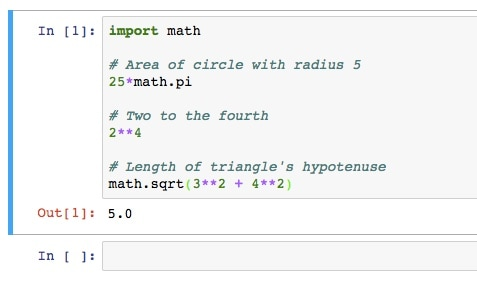 In [1]: import math
# Area of circle with radius 5
25*math.pi
# Two to the fourth
2**4
# Length of triangle's hypotenuse
math.sqrt(3**2 + 4**2)
Out[1]: 5.0
In [ ]: